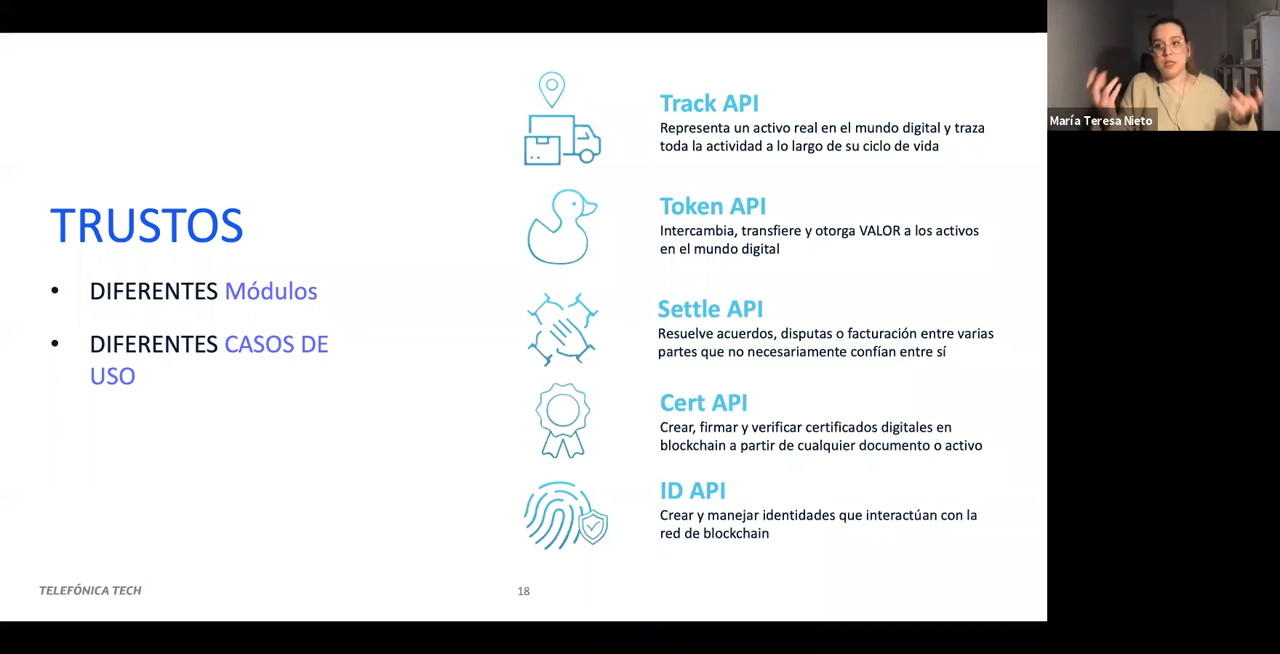 TRUSTOS
• DIFERENTES Módulos
• DIFERENTES CASOS DE
USO
Track API
Representa un activo real en el mundo digital y traza
toda la actividad a lo largo de su ciclo de vida
Token API
Intercambia, transfiere y otorga VALOR a los activos
en el mundo digital
Settle API
Resuelve acuerdos, disputas o facturación entre varias
partes que no necesariamente confían entre sí
Cert API
Crear, firmar y verificar certificados digitales en
blockchain a partir de cualquier documento o activo
ID API
Crear y manejar identidades que interactúan con la
red de blockchain
TELEFÓNICA TECH
18
María Teresa Nieto